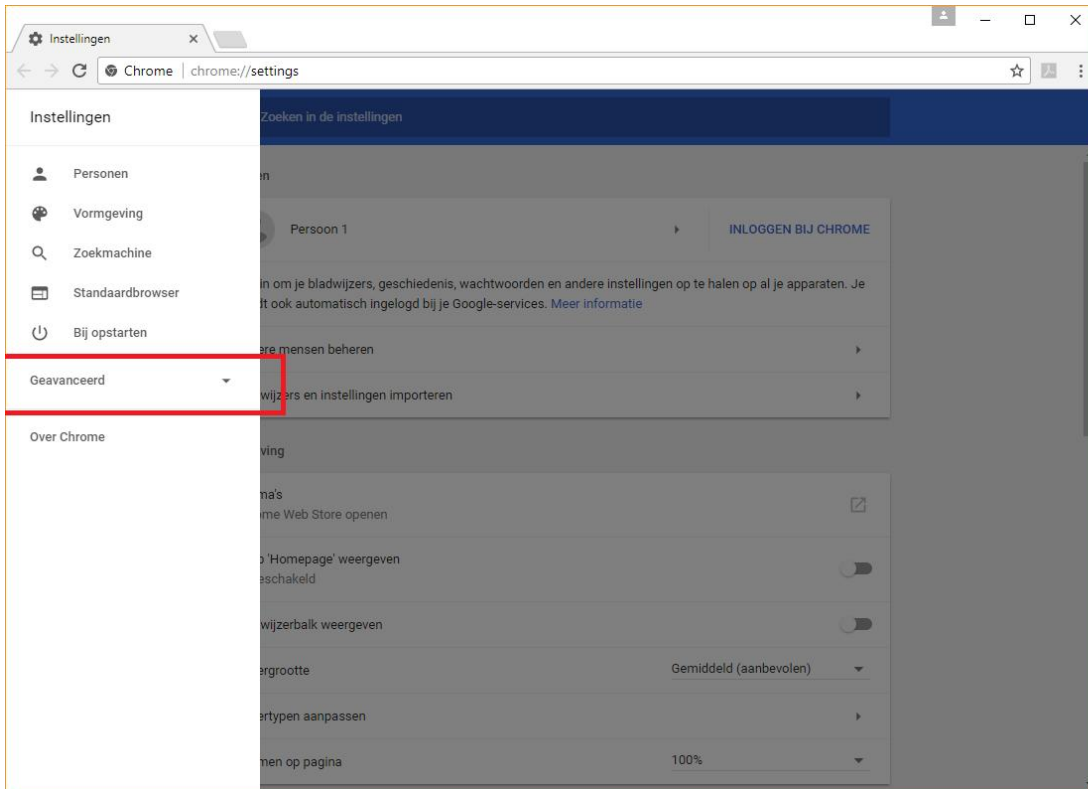 Instellingen
Chrome | chrome://settings
Instellingen
Personen
Vormgeving
Zoekmachine
Standaardbrowser
Bij opstarten
Geavanceerd
Over Chrome
Zoeken in de instellingen
en
Persoon 1
INLOGGEN BIJ CHROME
in om je bladwijzers, geschiedenis, wachtwoorden en andere instellingen op te halen op al je apparaten. Je
ook automatisch ingelogd bij je Google-services. Meer informatie
ere mensen beheren
wijzers en instellingen importeren
ving
ma's
me Web Store openen
'Homepage' weergeven
eschakeld
wijzerbalk weergeven
ergrootte
Gemiddeld (aanbevolen)
ertypen aanpassen
men op pagina
100%